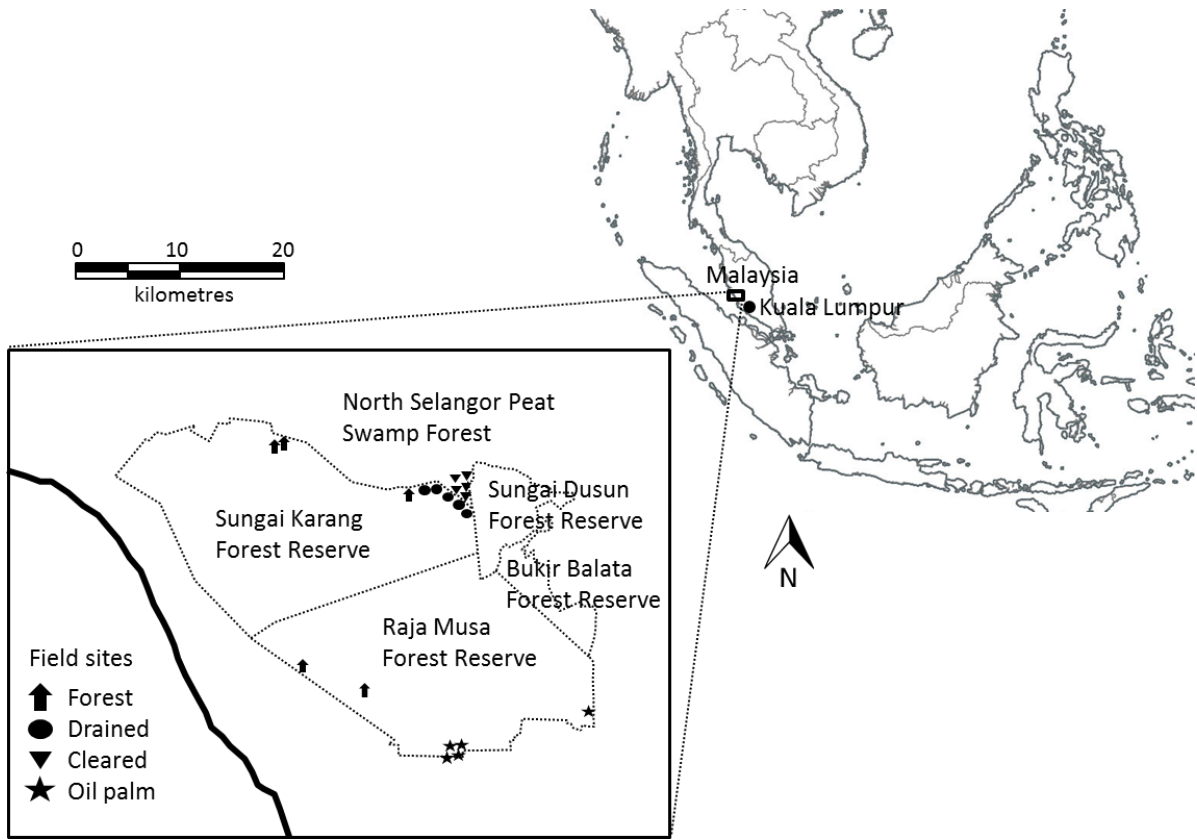 0 10 20
kilometres
Malaysia
Kuala Lumpur
North Selangor Peat
Swamp Forest
Sungai Dusun
Forest Reserve
Sungai Karang
Forest Reserve
Bukir Balata
Forest Reserve
N
Raja Musa
Forest Reserve
Field sites
Forest
Drained
Cleared
Oil palm